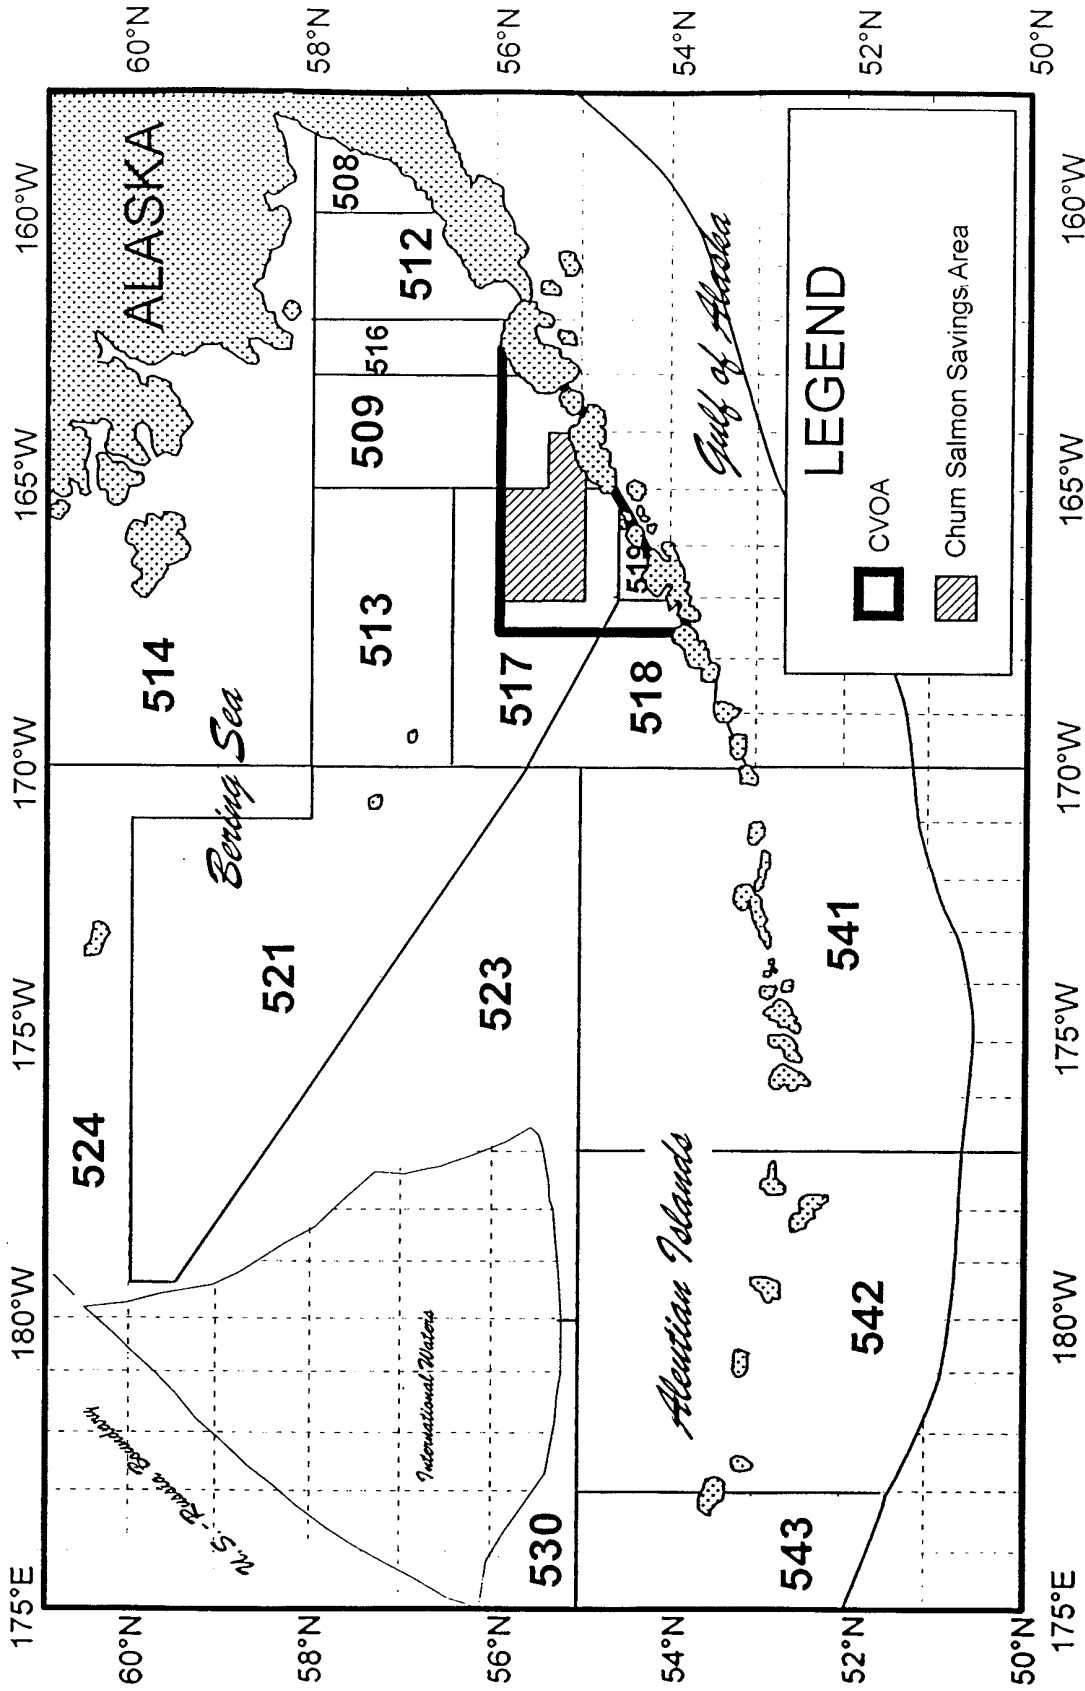 175°E
180°W
175°W
170°W
165°W
160°W
60°N
58°N
56°N
54°N
52°N
50°N
60°N
58°N
56°N
54°N
52°N
50°N
ALASKA
524
514
Bering Sea
U.S. - Russia Boundary
521
513
509
516
512
508
International Waters
523
517
518
519
530
Aleutian Islands
Gulf of Alaska
543
542
541
LEGEND
CVOA
Chum Salmon Savings Area
175°E
180°W
175°W
170°W
165°W
160°W